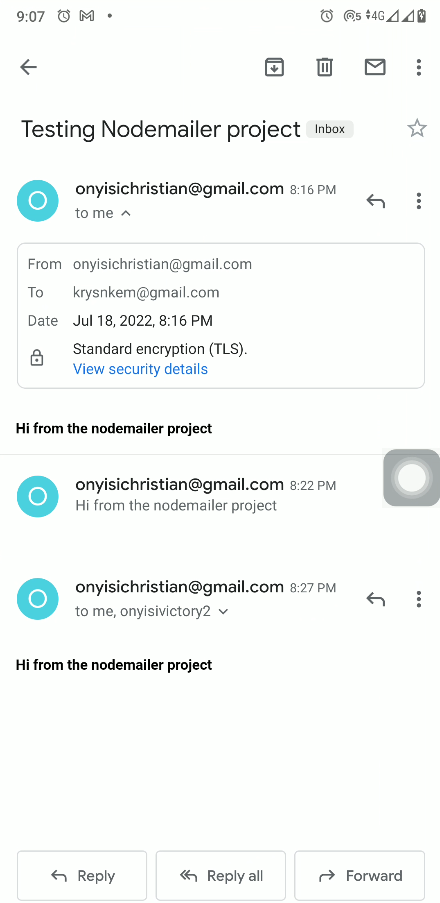 9:07 5 4G
Testing Nodemailer project Inbox
O onyisichristian@gmail.com 8:16 PM
to me
From onyisichristian@gmail.com
To krysnkem@gmail.com
Date Jul 18, 2022, 8:16 PM
Standard encryption (TLS).
View security details
Hi from the nodemailer project
O onyisichristian@gmail.com 8:22 PM
Hi from the nodemailer project
O onyisichristian@gmail.com 8:27 PM
to me, onyisivictory2
Hi from the nodemailer project
Reply Reply all Forward